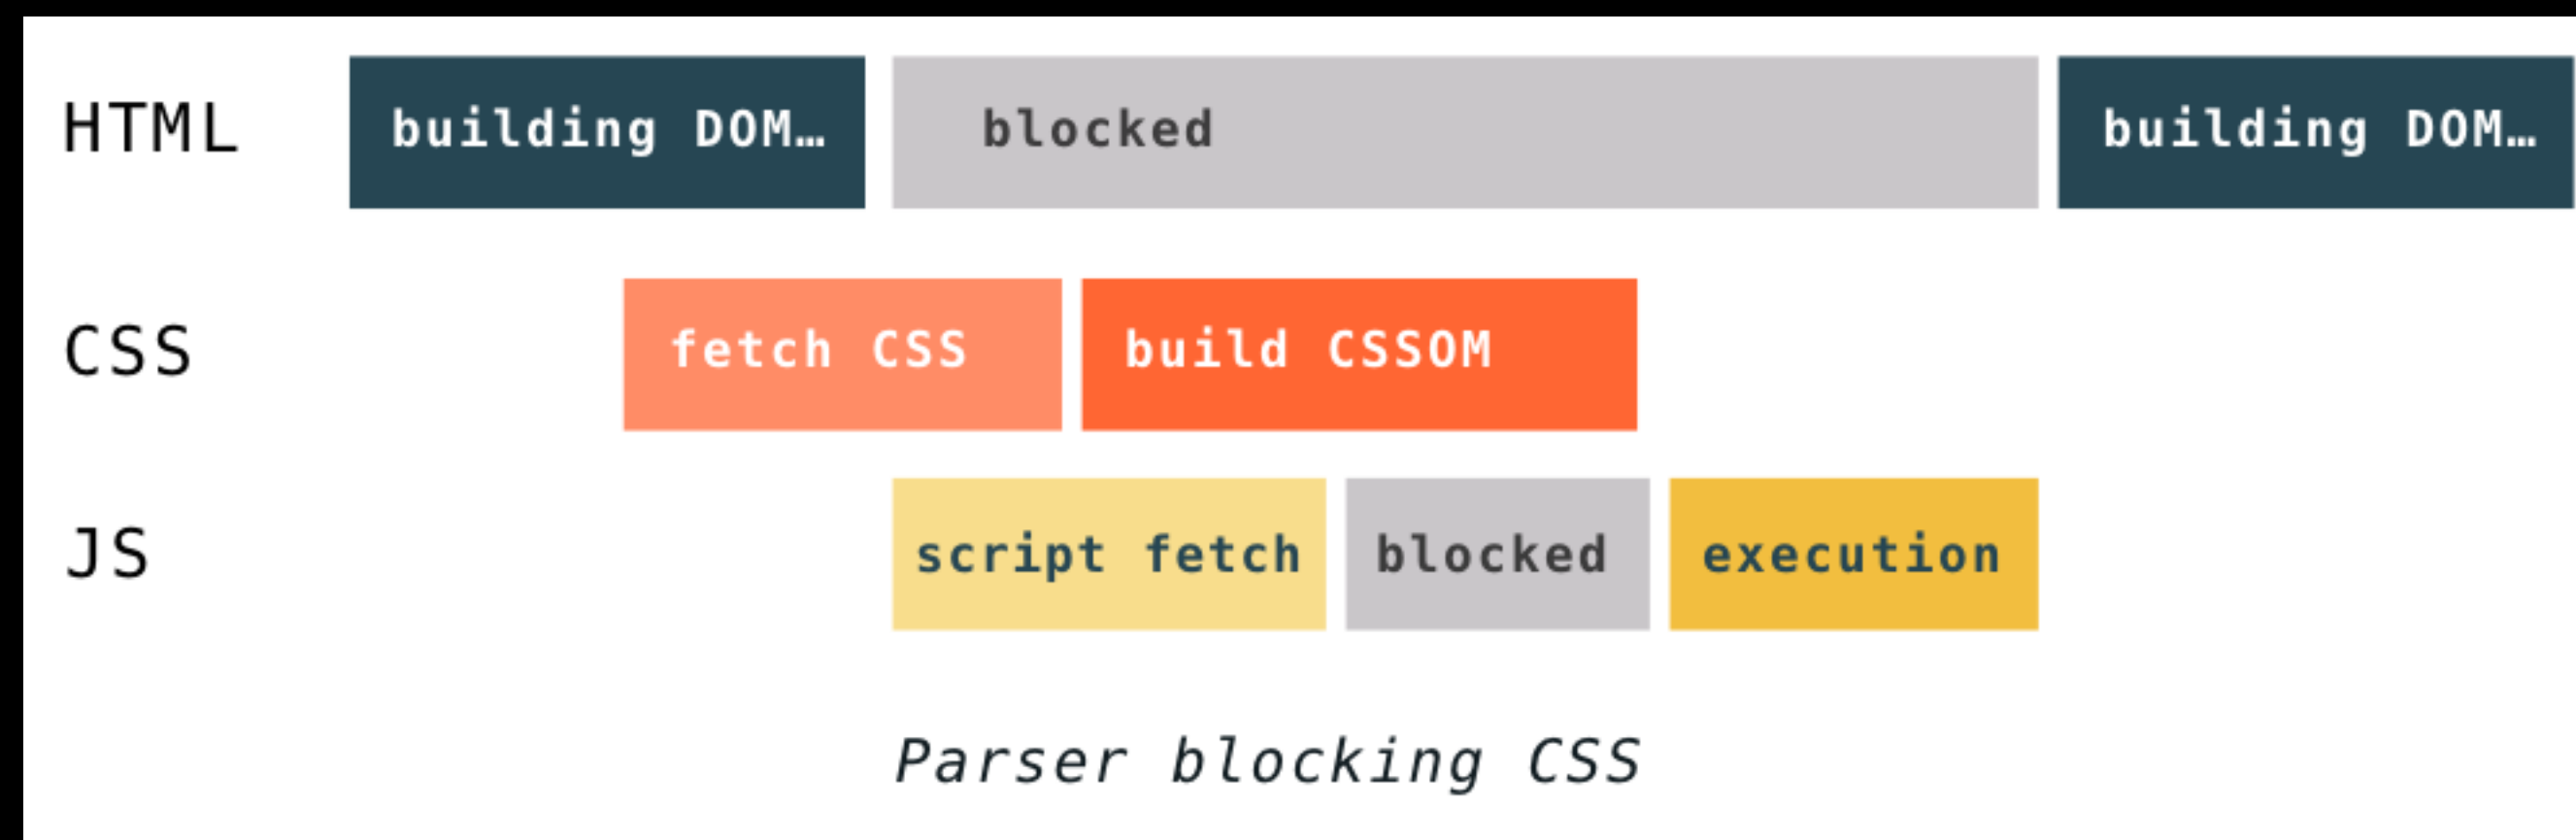 HTML building DOM… blocked building DOM…
CSS fetch CSS build CSSOM
JS script fetch blocked execution
Parser blocking CSS